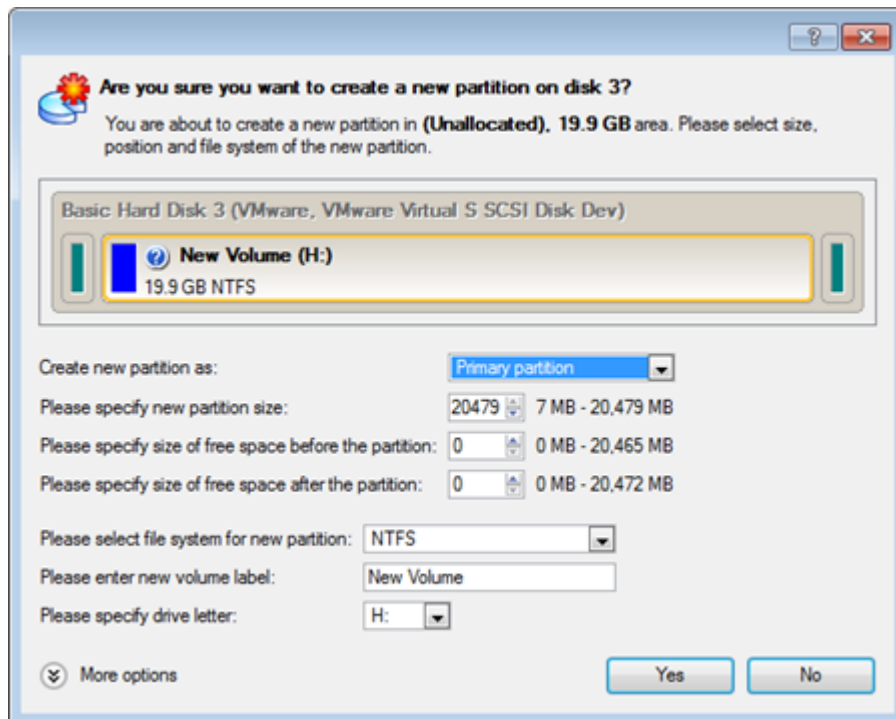 Are you sure you want to create a new partition on disk 3?
You are about to create a new partition in (Unallocated), 19.9 GB area. Please select size,
position and file system of the new partition.
Basic Hard Disk 3 (VMware, VMware Virtual S SCSI Disk Dev)
New Volume (H:)
19.9 GB NTFS
Create new partition as: Primary partition
Please specify new partition size: 20479 7 MB - 20,479 MB
Please specify size of free space before the partition: 0 0 MB - 20,465 MB
Please specify size of free space after the partition: 0 0 MB - 20,472 MB
Please select file system for new partition: NTFS
Please enter new volume label: New Volume
Please specify drive letter: H:
More options Yes No